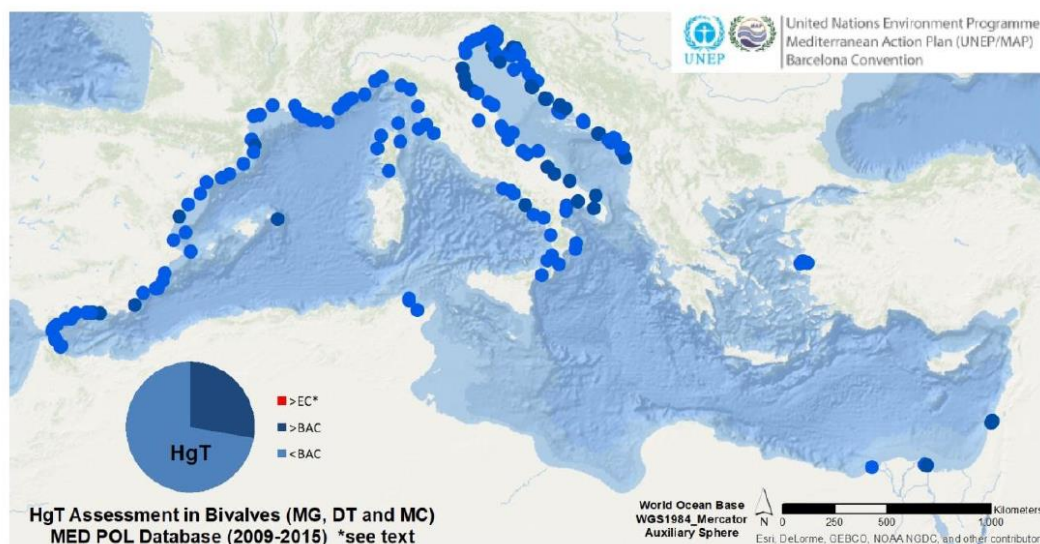 United Nations Environment Programme
Mediterranean Action Plan (UNEP/MAP)
Barcelona Convention
UNEP
MAP
>EC*
>BAC
<BAC
HgT
HgT Assessment in Bivalves (MG, DT and MC)
MED POL Database (2009-2015) *see text
World Ocean Base
WGS1984_Mercator
Auxiliary Sphere
N
Kilometers
0 250 500 1,000
Esri, DeLorme, GEBCO, NOAA NGDC, and other contributor